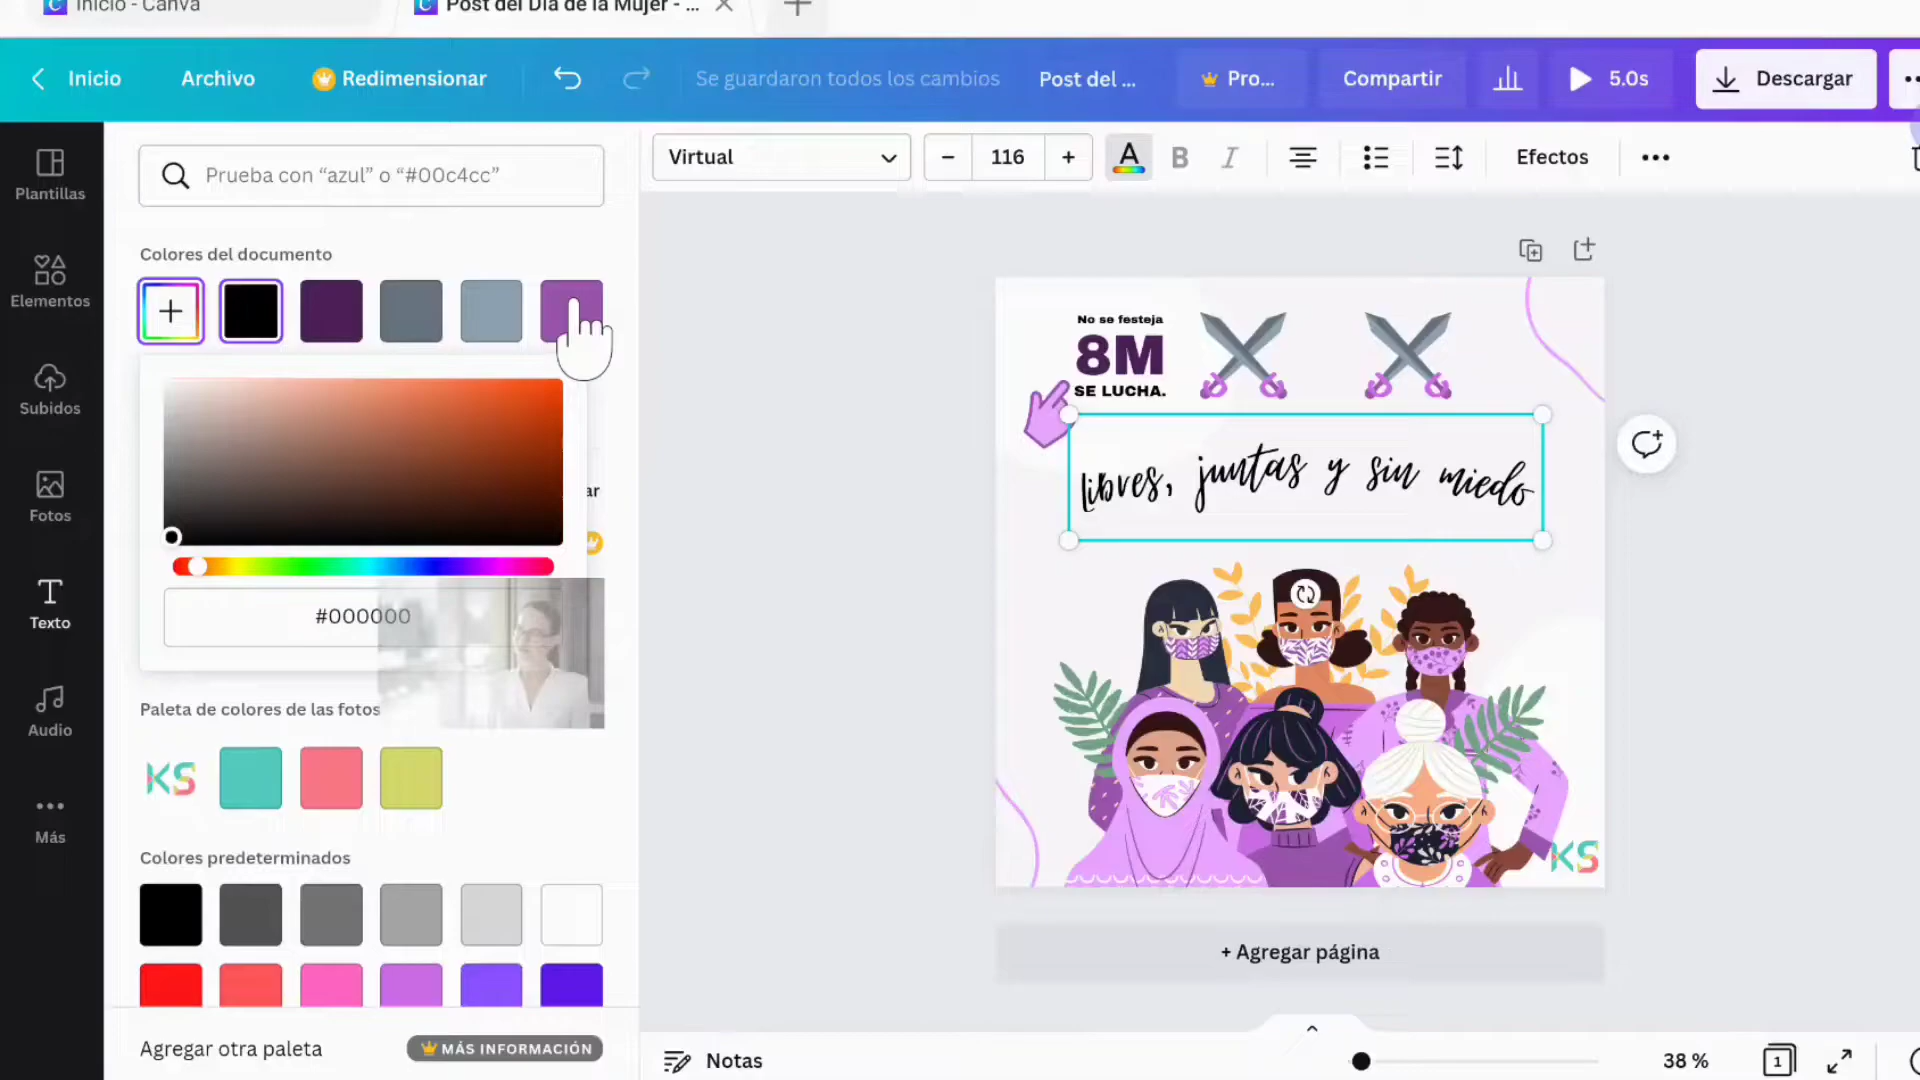 Inicio - Canva
Post del Día de la Mujer - ...
Inicio
Archivo
Redimensionar
Se guardaron todos los cambios
Post del ...
Pro...
Compartir
5.0s
Descargar
Plantillas
Elementos
Subidos
Fotos
Texto
Audio
Más
Prueba con “azul” o “#00c4cc”
Virtual
116
A
B
I
Efectos
Colores del documento
ar
#000000
Paleta de colores de las fotos
KS
Colores predeterminados
Agregar otra paleta
MÁS INFORMACIÓN
No se festeja
8M
SE LUCHA.
libres, juntas y sin miedo
KS
+ Agregar página
Notas
38 %
1